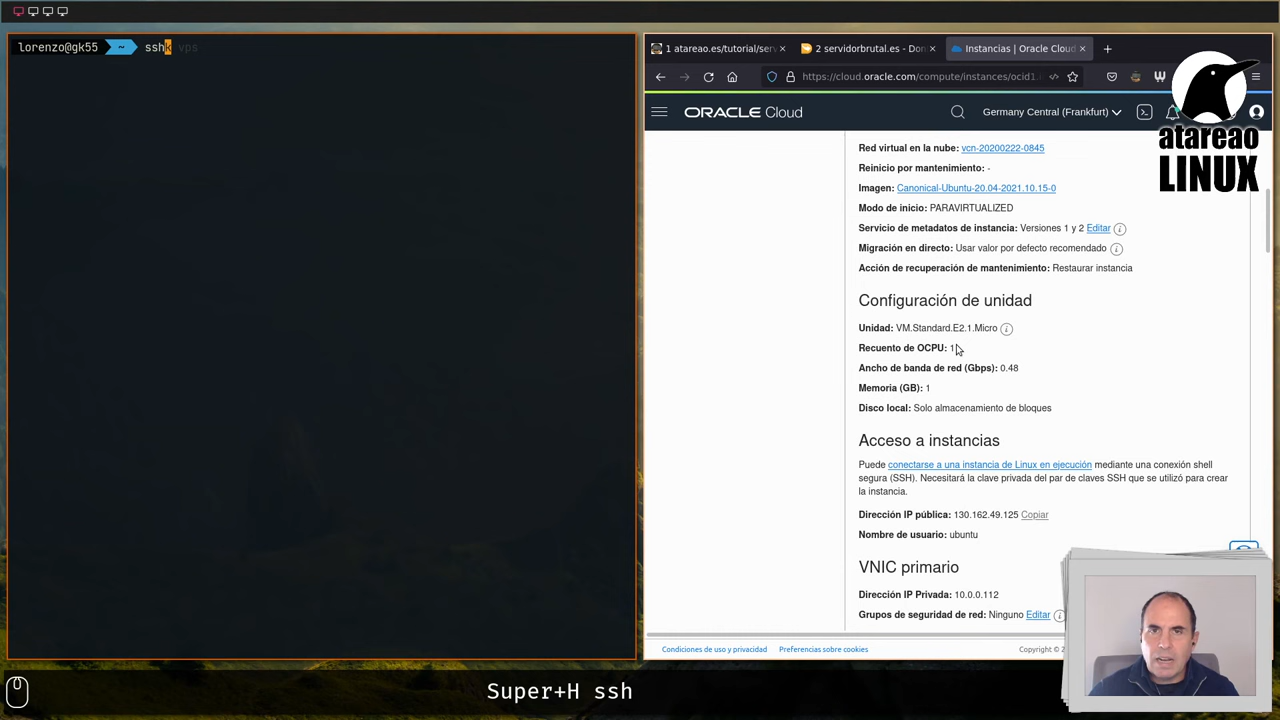 lorenzo@gk55 ~ sshk vps
1 atareao.es/tutorial/serv
2 servidorbrutal.es - Don
Instancias | Oracle Cloud
https://cloud.oracle.com/compute/instances/ocid1.
ORACLE Cloud
Germany Central (Frankfurt)
atareao
LINUX
Red virtual en la nube: vcn-20200222-0845
Reinicio por mantenimiento: -
Imagen: Canonical-Ubuntu-20.04-2021.10.15-0
Modo de inicio: PARAVIRTUALIZED
Servicio de metadatos de instancia: Versiones 1 y 2 Editar
Migración en directo: Usar valor por defecto recomendado
Acción de recuperación de mantenimiento: Restaurar instancia
Configuración de unidad
Unidad: VM.Standard.E2.1.Micro
Recuento de OCPU: 1
Ancho de banda de red (Gbps): 0.48
Memoria (GB): 1
Disco local: Solo almacenamiento de bloques
Acceso a instancias
Puede conectarse a una instancia de Linux en ejecución mediante una conexión shell
segura (SSH). Necesitará la clave privada del par de claves SSH que se utilizó para crear
la instancia.
Dirección IP pública: 130.162.49.125 Copiar
Nombre de usuario: ubuntu
VNIC primario
Dirección IP Privada: 10.0.0.112
Grupos de seguridad de red: Ninguno Editar
Condiciones de uso y privacidad
Preferencias sobre cookies
Copyright © 2
Super+H ssh